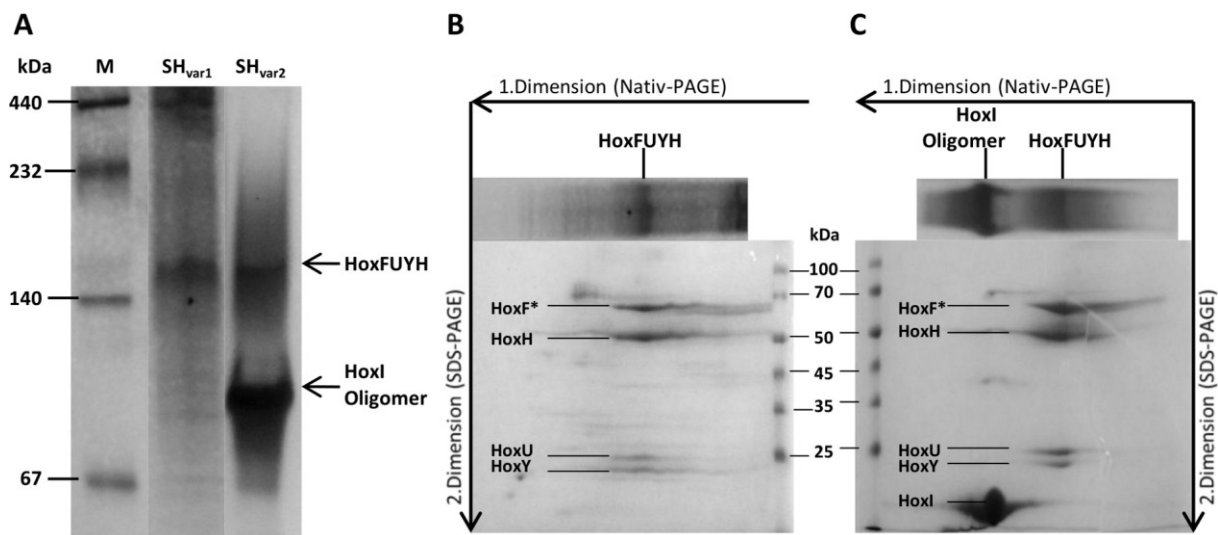 A
kDa M SHvar1 SHvar2
440
232
140
67
HoxFUYH
HoxI
Oligomer
B
1.Dimension (Nativ-PAGE)
HoxFUYH
2.Dimension (SDS-PAGE)
HoxF*
HoxH
HoxU
HoxY
kDa
100
70
50
45
35
25
C
1.Dimension (Nativ-PAGE)
HoxI
Oligomer HoxFUYH
HoxF*
HoxH
HoxU
HoxY
HoxI
2.Dimension (SDS-PAGE)